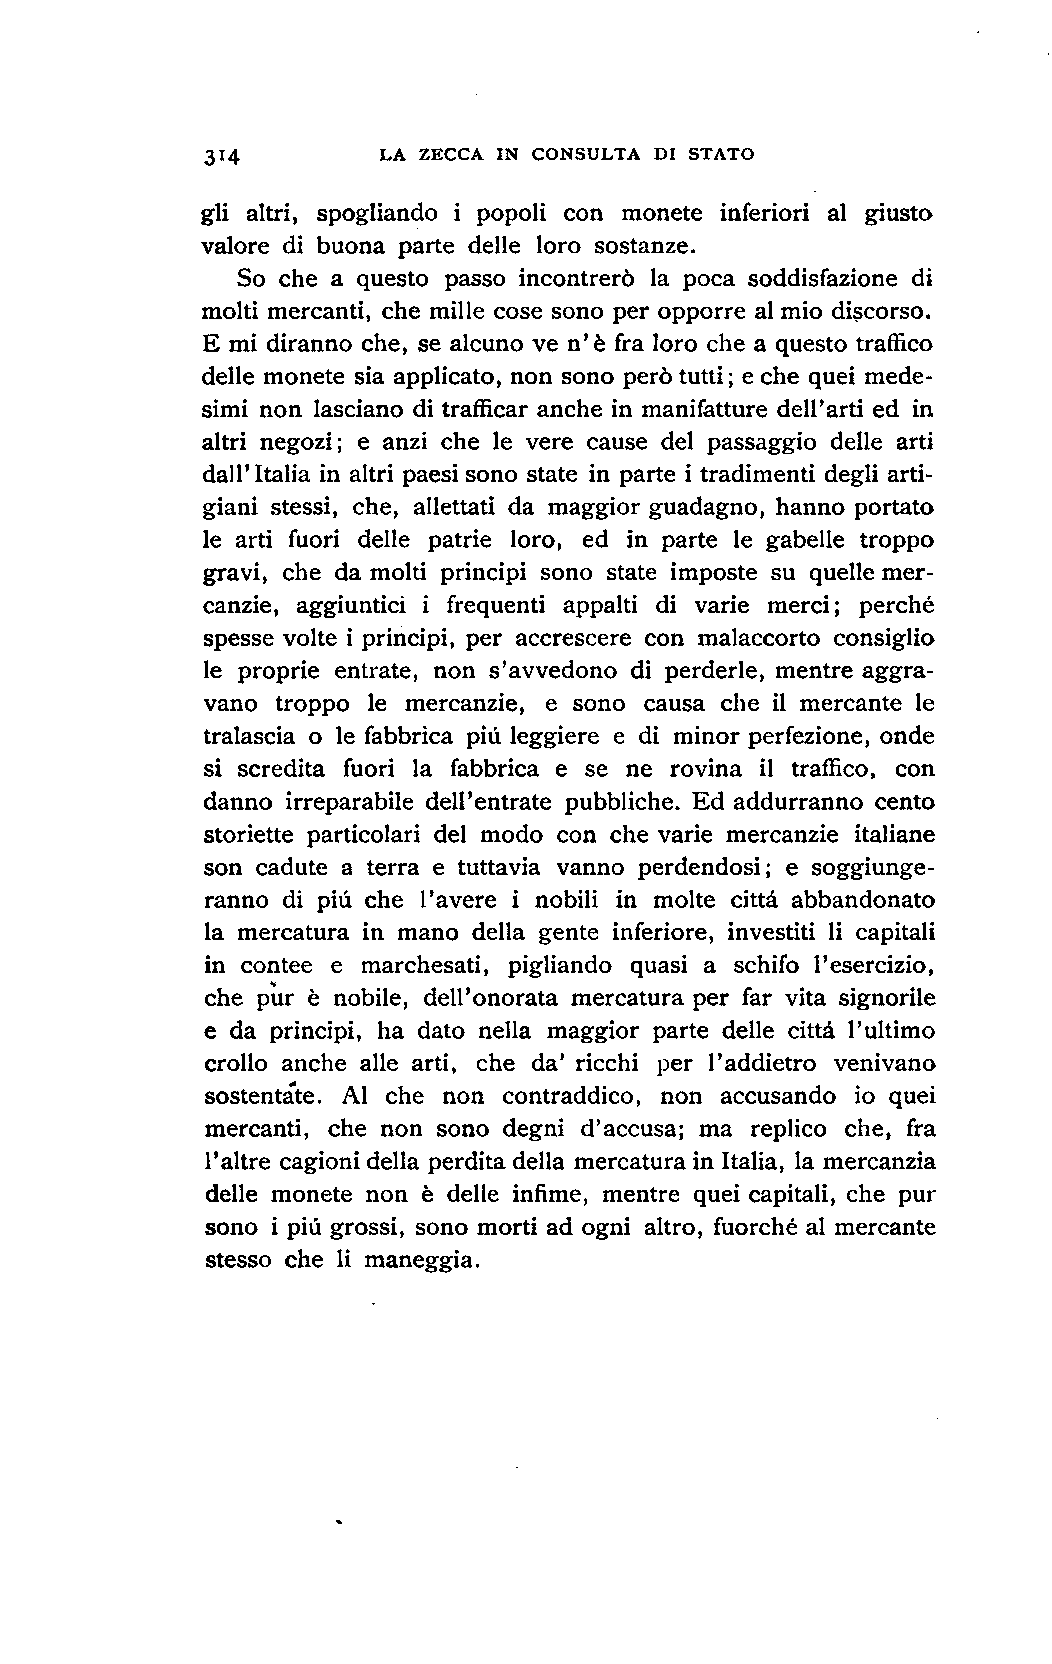 314 LA ZECCA IN CONSULTA DI STATO
gli altri, spogliando i popoli con monete inferiori al giusto
valore di buona parte delle loro sostanze.
So che a questo passo incontrerò la poca soddisfazione di
molti mercanti, che mille cose sono per opporre al mio discorso.
E mi diranno che, se alcuno ve n'è fra loro che a questo traffico
delle monete sia applicato, non sono però tutti; e che quei mede-
simi non lasciano di trafficar anche in manifatture dell'arti ed in
altri negozi; e anzi che le vere cause del passaggio delle arti
dall'Italia in altri paesi sono state in parte i tradimenti degli arti-
giani stessi, che, allettati da maggior guadagno, hanno portato
le arti fuori delle patrie loro, ed in parte le gabelle troppo
gravi, che da molti principi sono state imposte su quelle mer-
canzie, aggiuntici i frequenti appalti di varie merci; perché
spesse volte i principi, per accrescere con malaccorto consiglio
le proprie entrate, non s'avvedono di perderle, mentre aggra-
vano troppo le mercanzie, e sono causa che il mercante le
tralascia o le fabbrica piú leggiere e di minor perfezione, onde
si scredita fuori la fabbrica e se ne rovina il traffico, con
danno irreparabile dell'entrate pubbliche. Ed addurranno cento
storiette particolari del modo con che varie mercanzie italiane
son cadute a terra e tuttavia vanno perdendosi; e soggiunge-
ranno di piú che l'avere i nobili in molte cittá abbandonato
la mercatura in mano della gente inferiore, investiti li capitali
in contee e marchesati, pigliando quasi a schifo l'esercizio,
che pur è nobile, dell'onorata mercatura per far vita signorile
e da principi, ha dato nella maggior parte delle cittá l'ultimo
crollo anche alle arti, che da' ricchi per l'addietro venivano
sostentate. Al che non contraddico, non accusando io quei
mercanti, che non sono degni d'accusa; ma replico che, fra
l'altre cagioni della perdita della mercatura in Italia, la mercanzia
delle monete non è delle infime, mentre quei capitali, che pur
sono i piú grossi, sono morti ad ogni altro, fuorché al mercante
stesso che li maneggia.